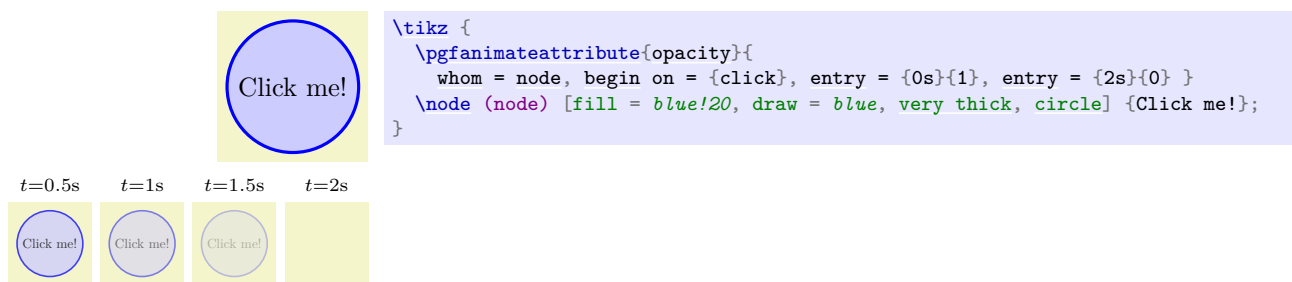 Click me!
\tikz {
  \pgfanimateattribute{opacity}{
    whom = node, begin on = {click}, entry = {0s}{1}, entry = {2s}{0} }
  \node (node) [fill = blue!20, draw = blue, very thick, circle] {Click me!};
}
t=0.5s t=1s t=1.5s t=2s
Click me! Click me! Click me!